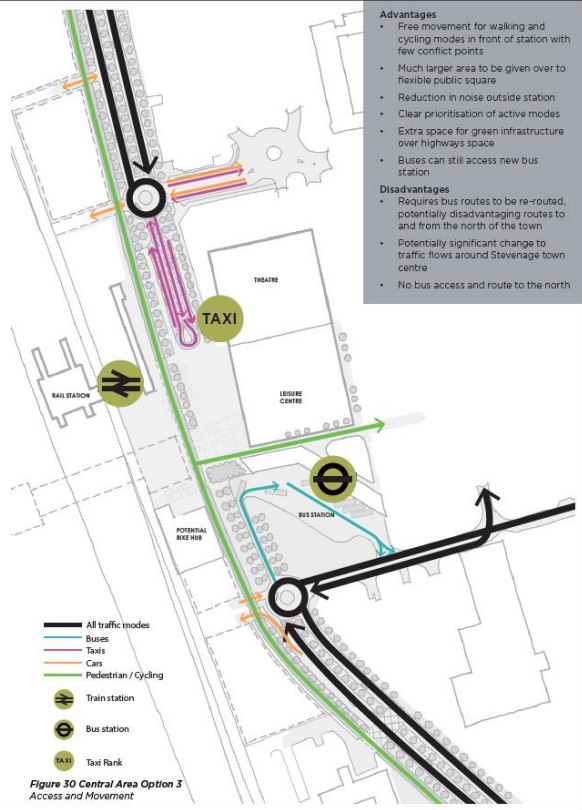 Advantages
• Free movement for walking and
cycling modes in front of station with
few conflict points
• Much larger area to be given over to
flexible public square
• Reduction in noise outside station
• Clear prioritisation of active modes
• Extra space for green infrastructure
over highways space
• Buses can still access new bus
station
Disadvantages
• Requires bus routes to be re-routed,
potentially disadvantaging routes to
and from the north of the town
• Potentially significant change to
traffic flows around Stevenage town
centre
• No bus access and route to the north
THEATRE
TAXI
RAIL STATION
LEISURE
CENTRE
BUS STATION
POTENTIAL
BIKE HUB
All traffic modes
Buses
Taxis
Cars
Pedestrian / Cycling
Train station
Bus station
TAXI
Taxi Rank
Figure 30 Central Area Option 3
Access and Movement